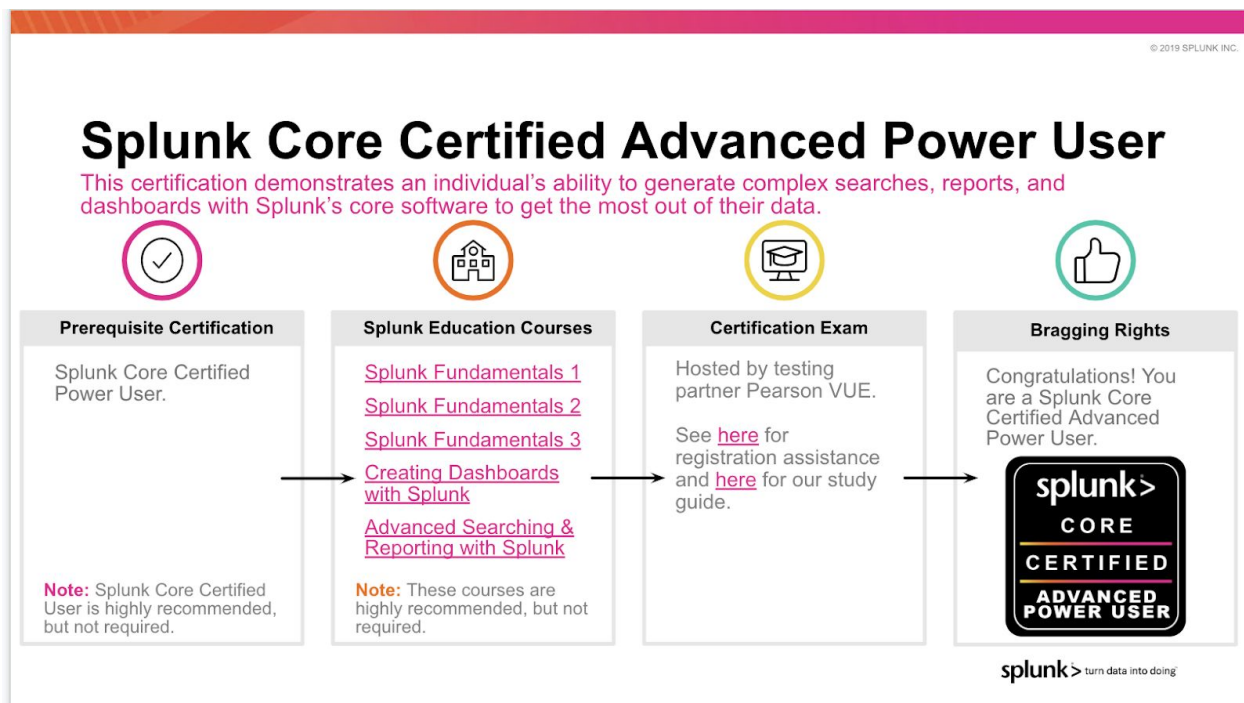 © 2019 SPLUNK INC.
Splunk Core Certified Advanced Power User
This certification demonstrates an individual’s ability to generate complex searches, reports, and
dashboards with Splunk’s core software to get the most out of their data.
Prerequisite Certification
Splunk Core Certified
Power User.
Note: Splunk Core Certified
User is highly recommended,
but not required.
Splunk Education Courses
Splunk Fundamentals 1
Splunk Fundamentals 2
Splunk Fundamentals 3
Creating Dashboards
with Splunk
Advanced Searching &
Reporting with Splunk
Note: These courses are
highly recommended, but not
required.
Certification Exam
Hosted by testing
partner Pearson VUE.
See here for
registration assistance
and here for our study
guide.
Bragging Rights
Congratulations! You
are a Splunk Core
Certified Advanced
Power User.
splunk>
CORE
CERTIFIED
ADVANCED
POWER USER
splunk> turn data into doing